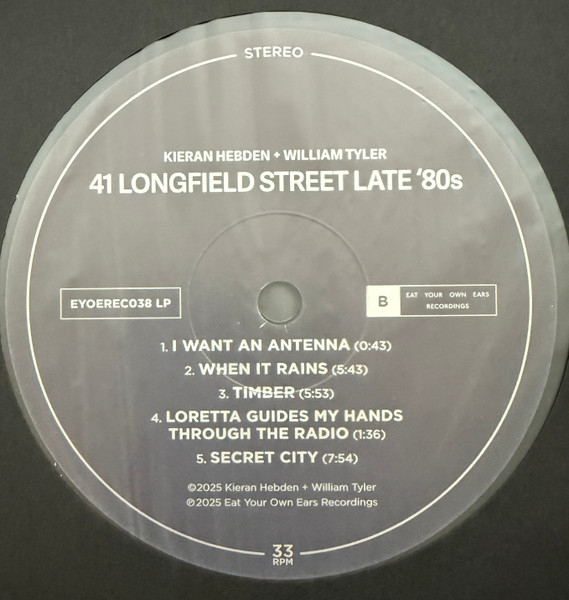 STEREO
KIERAN HEBDEN + WILLIAM TYLER
41 LONGFIELD STREET LATE ‘80s
EYOEREC038 LP
B
EAT YOUR OWN EARS
RECORDINGS
1. I WANT AN ANTENNA (0:43)
2. WHEN IT RAINS (5:43)
3. TIMBER (5:53)
4. LORETTA GUIDES MY HANDS
THROUGH THE RADIO (1:36)
5. SECRET CITY (7:54)
©2025 Kieran Hebden + William Tyler
℗2025 Eat Your Own Ears Recordings
33
RPM